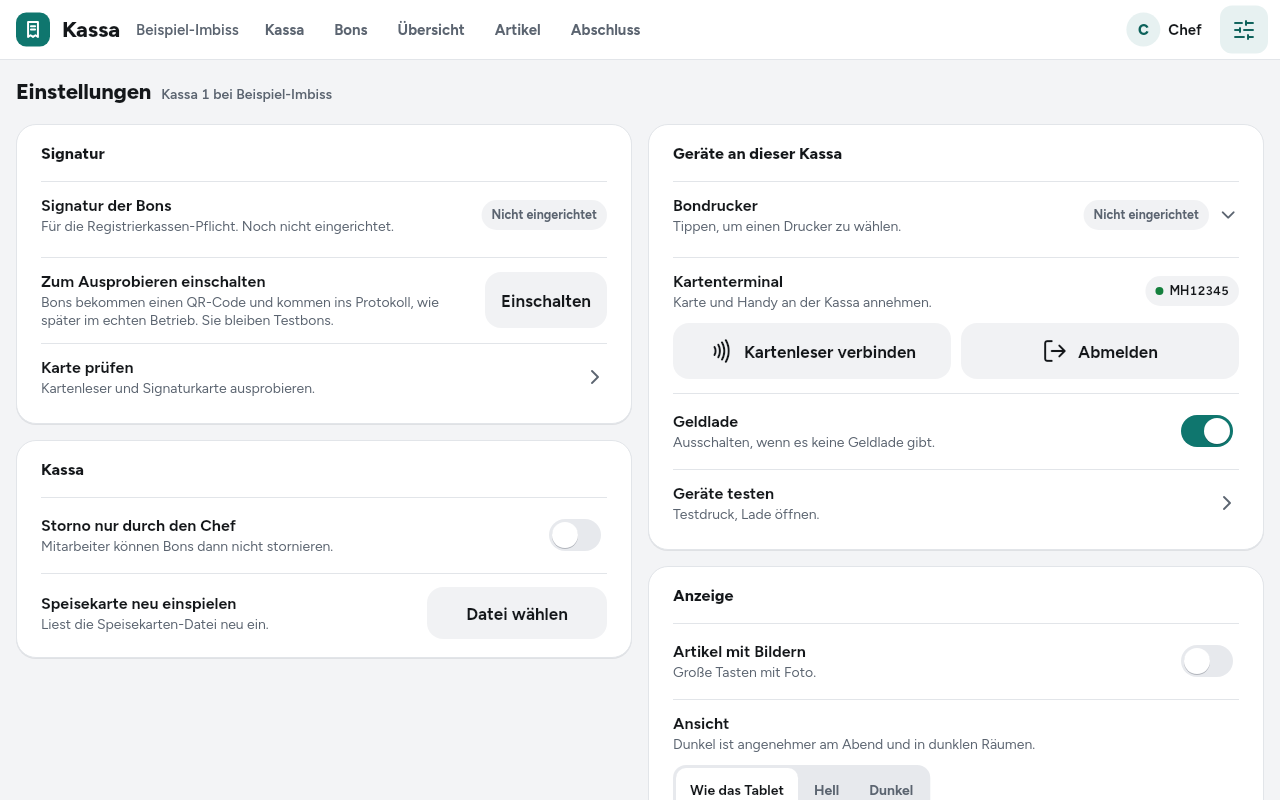 Kassa Beispiel-Imbiss Kassa Bons Übersicht Artikel Abschluss C Chef
Einstellungen Kassa 1 bei Beispiel-Imbiss
Signatur
Signatur der Bons
Für die Registrierkassen-Pflicht. Noch nicht eingerichtet.
Nicht eingerichtet
Zum Ausprobieren einschalten
Bons bekommen einen QR-Code und kommen ins Protokoll, wie
später im echten Betrieb. Sie bleiben Testbons.
Einschalten
Karte prüfen
Kartenleser und Signaturkarte ausprobieren.
Kassa
Storno nur durch den Chef
Mitarbeiter können Bons dann nicht stornieren.
Speisekarte neu einspielen
Liest die Speisekarten-Datei neu ein.
Datei wählen
Geräte an dieser Kassa
Bondrucker
Tippen, um einen Drucker zu wählen.
Nicht eingerichtet
Kartenterminal
Karte und Handy an der Kassa annehmen.
MH12345
Kartenleser verbinden
Abmelden
Geldlade
Ausschalten, wenn es keine Geldlade gibt.
Geräte testen
Testdruck, Lade öffnen.
Anzeige
Artikel mit Bildern
Große Tasten mit Foto.
Ansicht
Dunkel ist angenehmer am Abend und in dunklen Räumen.
Wie das Tablet Hell Dunkel